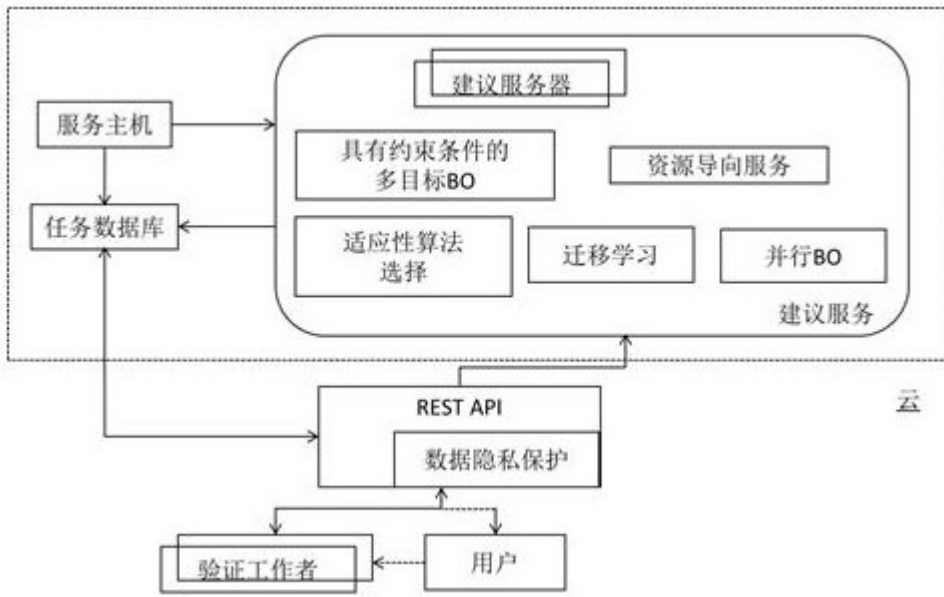 建议服务器
服务主机
具有约束条件的
多目标BO
资源导向服务
任务数据库
适应性算法
选择
迁移学习
并行BO
建议服务
REST API
云
数据隐私保护
验证工作者
用户